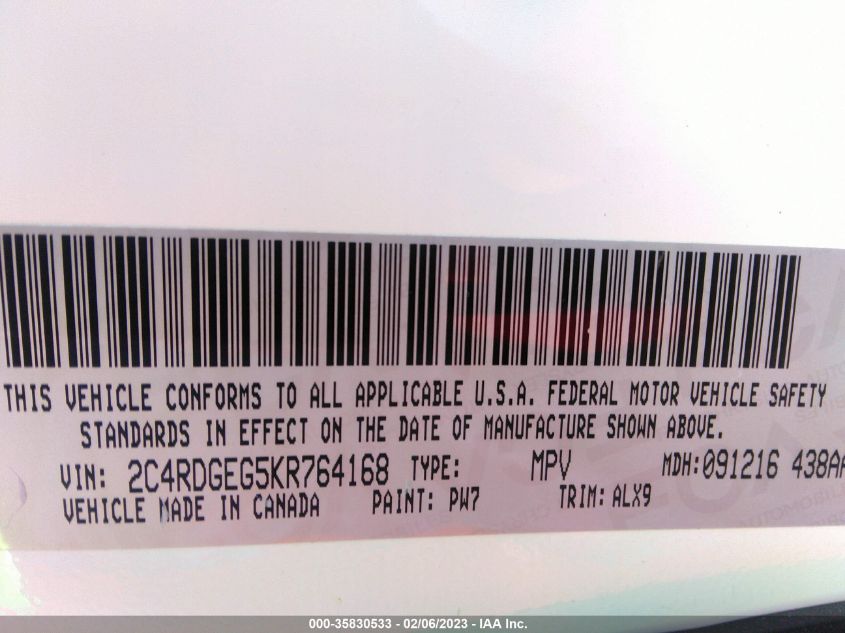 THIS VEHICLE CONFORMS TO ALL APPLICABLE U.S.A. FEDERAL MOTOR VEHICLE SAFETY
STANDARDS IN EFFECT ON THE DATE OF MANUFACTURE SHOWN ABOVE.
VIN: 2C4RDGEG5KR764168 TYPE: MPV MDH:091216 438AA
VEHICLE MADE IN CANADA PAINT: PW7 TRIM: ALX9
000-35830533 - 02/06/2023 - IAA Inc.